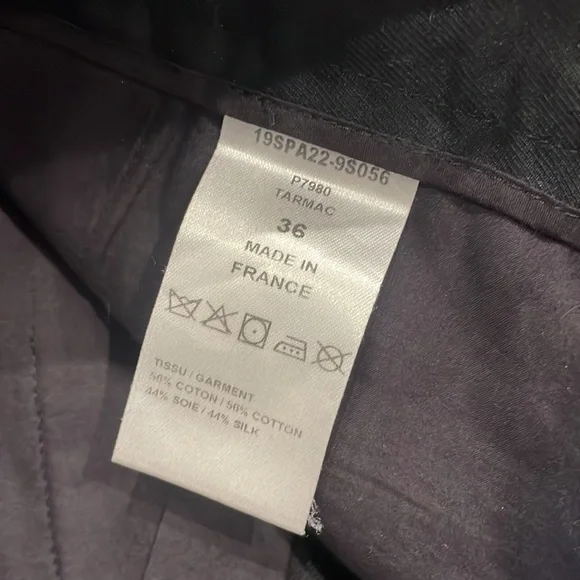 19SPA22-9S056
P7980
TARMAC
36
MADE IN
FRANCE
TISSU / GARMENT
56% COTON / 56% COTTON
44% SOIE / 44% SILK